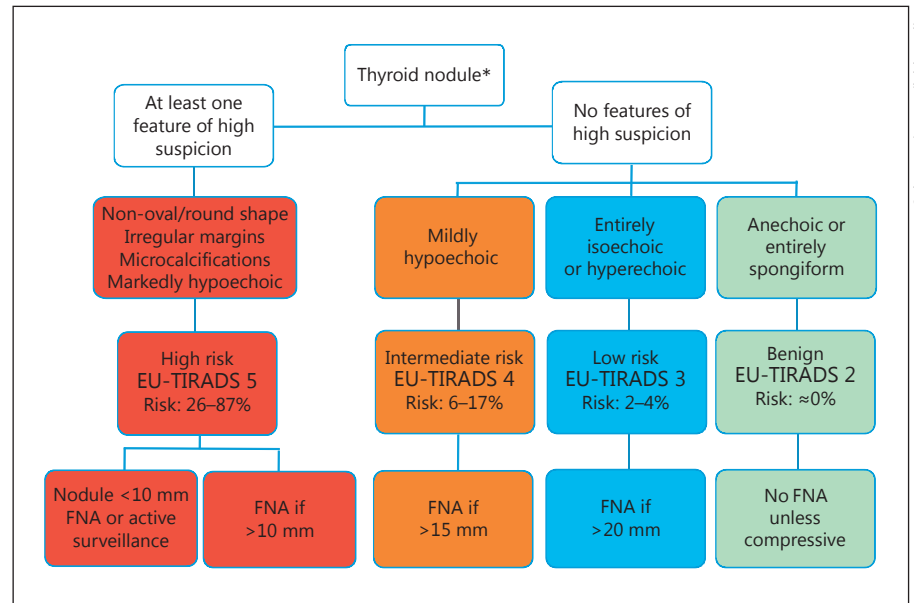 Thyroid nodule*
At least one
feature of high
suspicion
No features of
high suspicion
Non-oval/round shape
Irregular margins
Microcalcifications
Markedly hypoechoic
Mildly
hypoechoic
Entirely
isoechoic
or hyperechoic
Anechoic or
entirely
spongiform
High risk
EU-TIRADS 5
Risk: 26–87%
Intermediate risk
EU-TIRADS 4
Risk: 6–17%
Low risk
EU-TIRADS 3
Risk: 2–4%
Benign
EU-TIRADS 2
Risk: ≈0%
Nodule <10 mm
FNA or active
surveillance
FNA if
>10 mm
FNA if
>15 mm
FNA if
>20 mm
No FNA
unless
compressive